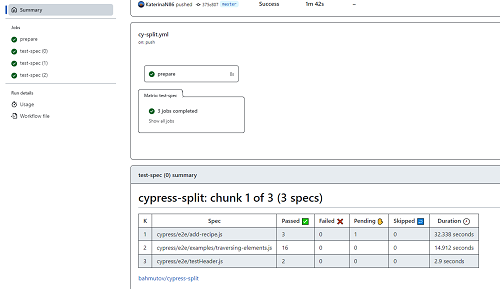 Summary
KaterinaN86 pushed 375c807 master
Success
1m 42s
–
Jobs
prepare
test-spec (0)
test-spec (1)
test-spec (2)
Run details
Usage
Workflow file
cy-split.yml
on: push
prepare 8s
Matrix: test-spec
3 jobs completed
Show all jobs
test-spec (0) summary
cypress-split: chunk 1 of 3 (3 specs)
K Spec Passed ✅ Failed ❌ Pending ✋ Skipped ➡️ Duration 🕗
1 cypress/e2e/add-recipe.js 3 0 1 0 32.338 seconds
2 cypress/e2e/examples/traversing-elements.js 16 0 0 0 14.912 seconds
3 cypress/e2e/testHeader.js 2 0 0 0 2.9 seconds
bahmutov/cypress-split